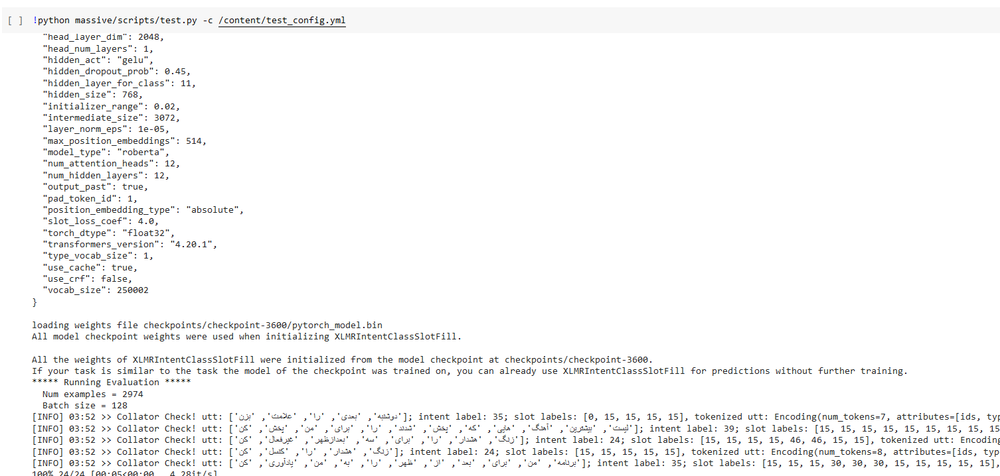 [ ] !python massive/scripts/test.py -c /content/test_config.yml
"head_layer_dim": 2048,
"head_num_layers": 1,
"hidden_act": "gelu",
"hidden_dropout_prob": 0.45,
"hidden_layer_for_class": 11,
"hidden_size": 768,
"initializer_range": 0.02,
"intermediate_size": 3072,
"layer_norm_eps": 1e-05,
"max_position_embeddings": 514,
"model_type": "roberta",
"num_attention_heads": 12,
"num_hidden_layers": 12,
"output_past": true,
"pad_token_id": 1,
"position_embedding_type": "absolute",
"slot_loss_coef": 4.0,
"torch_dtype": "float32",
"transformers_version": "4.20.1",
"type_vocab_size": 1,
"use_cache": true,
"use_crf": false,
"vocab_size": 250002
}
loading weights file checkpoints/checkpoint-3600/pytorch_model.bin
All model checkpoint weights were used when initializing XLMRIntentClassSlotFill.
All the weights of XLMRIntentClassSlotFill were initialized from the model checkpoint at checkpoints/checkpoint-3600.
If your task is similar to the task the model of the checkpoint was trained on, you can already use XLMRIntentClassSlotFill for predictions without further training.
***** Running Evaluation *****
Num examples = 2974
Batch size = 128
[INFO] 03:52 >> Collator Check! utt: ['دوشنبه', 'بعدی', 'را', 'علامت', 'بزن']; intent label: 35; slot labels: [0, 15, 15, 15, 15], tokenized utt: Encoding(num_tokens=7, attributes=[ids, typ
[INFO] 03:52 >> Collator Check! utt: ['لیست', 'بیشترین', 'آهنگ', 'هایی', 'که', 'پخش', 'شدند', 'را', 'برای', 'من', 'پخش', 'کن']; intent label: 39; slot labels: [15, 15, 15, 15, 15, 15, 15, 15, 15
[INFO] 03:52 >> Collator Check! utt: ['زنگ', 'هشدار', 'را', 'برای', 'سه', 'بعدازظهر', 'غیرفعال', 'کن']; intent label: 24; slot labels: [15, 15, 15, 15, 46, 46, 15, 15], tokenized utt: Encoding
[INFO] 03:52 >> Collator Check! utt: ['زنگ', 'هشدار', 'را', 'کنسل', 'کن']; intent label: 24; slot labels: [15, 15, 15, 15, 15], tokenized utt: Encoding(num_tokens=8, attributes=[ids, typ
[INFO] 03:52 >> Collator Check! utt: ['برنامه', 'من', 'برای', 'بعد', 'از', 'ظهر', 'را', 'به', 'من', 'یادآوری', 'کن']; intent label: 35; slot labels: [15, 15, 15, 30, 30, 30, 15, 15, 15, 15, 15],
100% 24/24 [00:05<00:00, 4.28it/s]